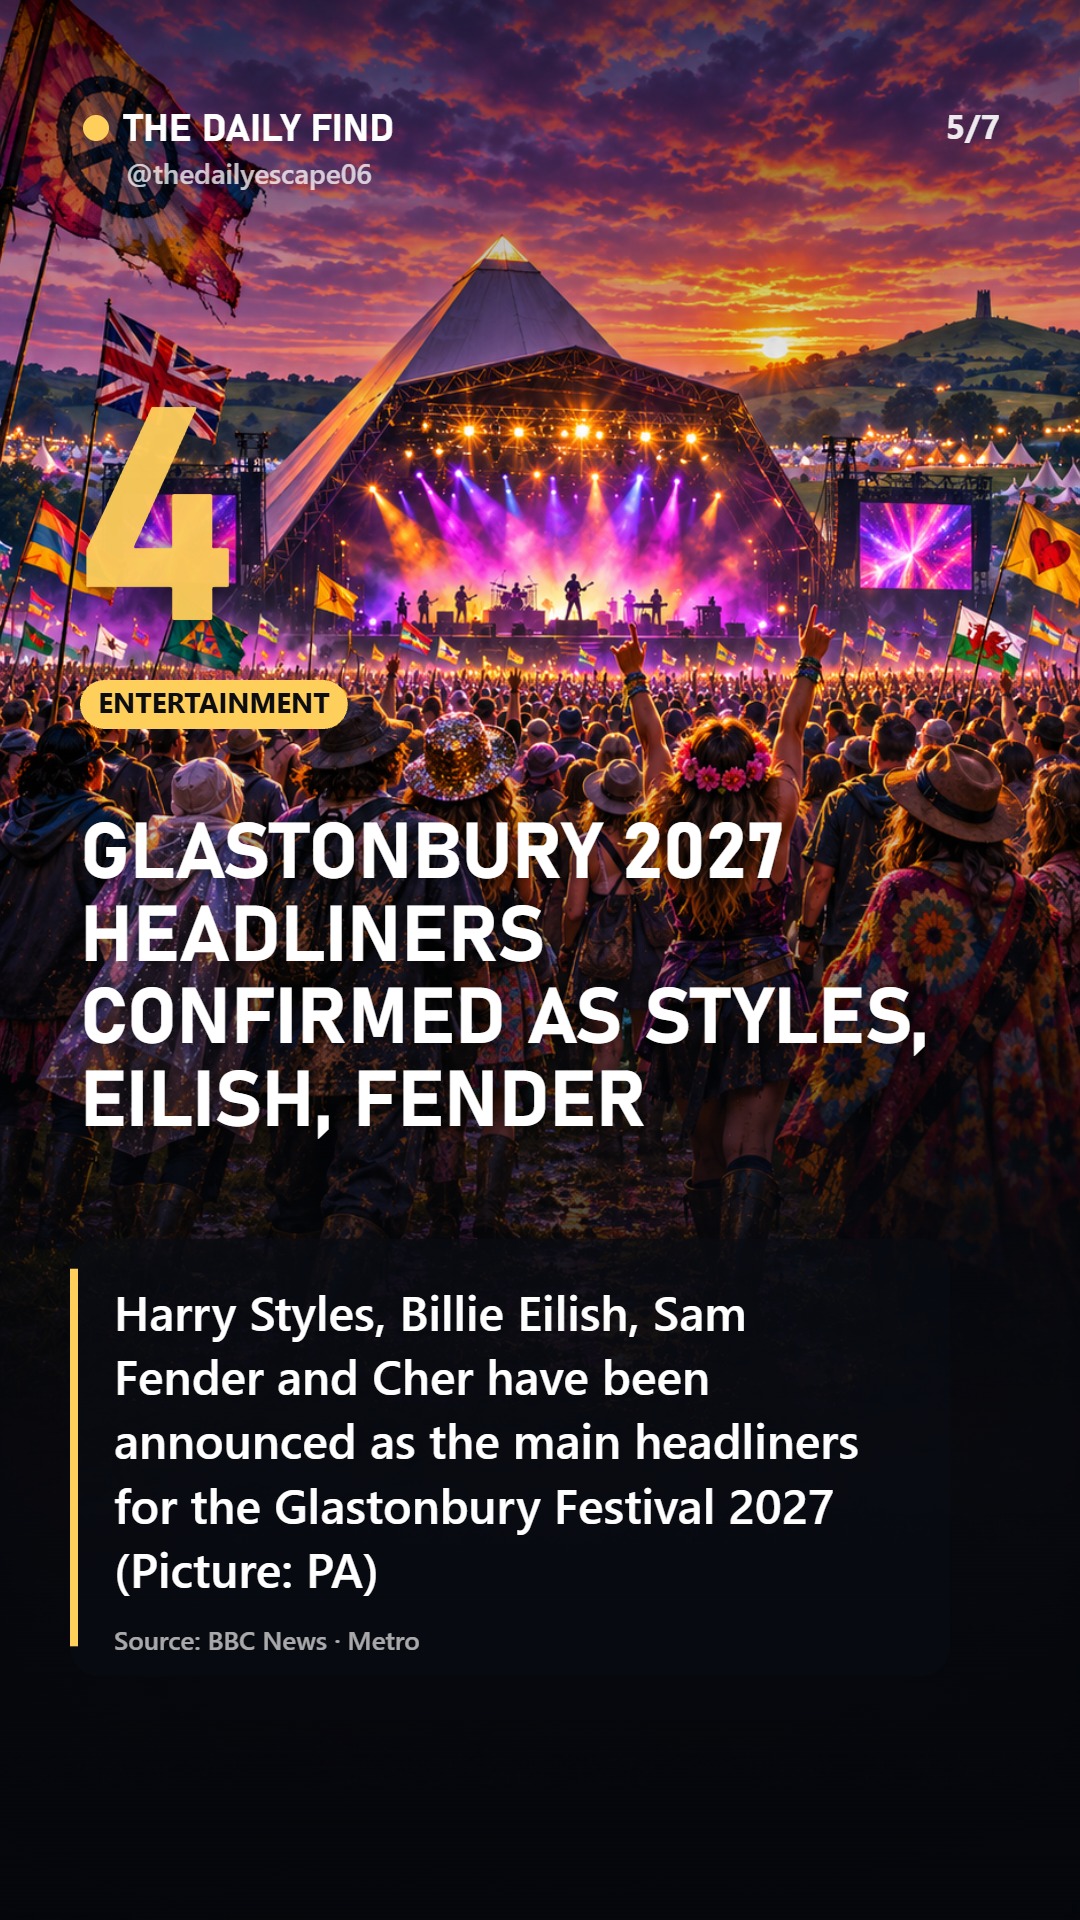 THE DAILY FIND
5/7
@thedailyescape06
4
ENTERTAINMENT
GLASTONBURY 2027
HEADLINERS
CONFIRMED AS STYLES,
EILISH, FENDER
Harry Styles, Billie Eilish, Sam
Fender and Cher have been
announced as the main headliners
for the Glastonbury Festival 2027
(Picture: PA)
Source: BBC News · Metro